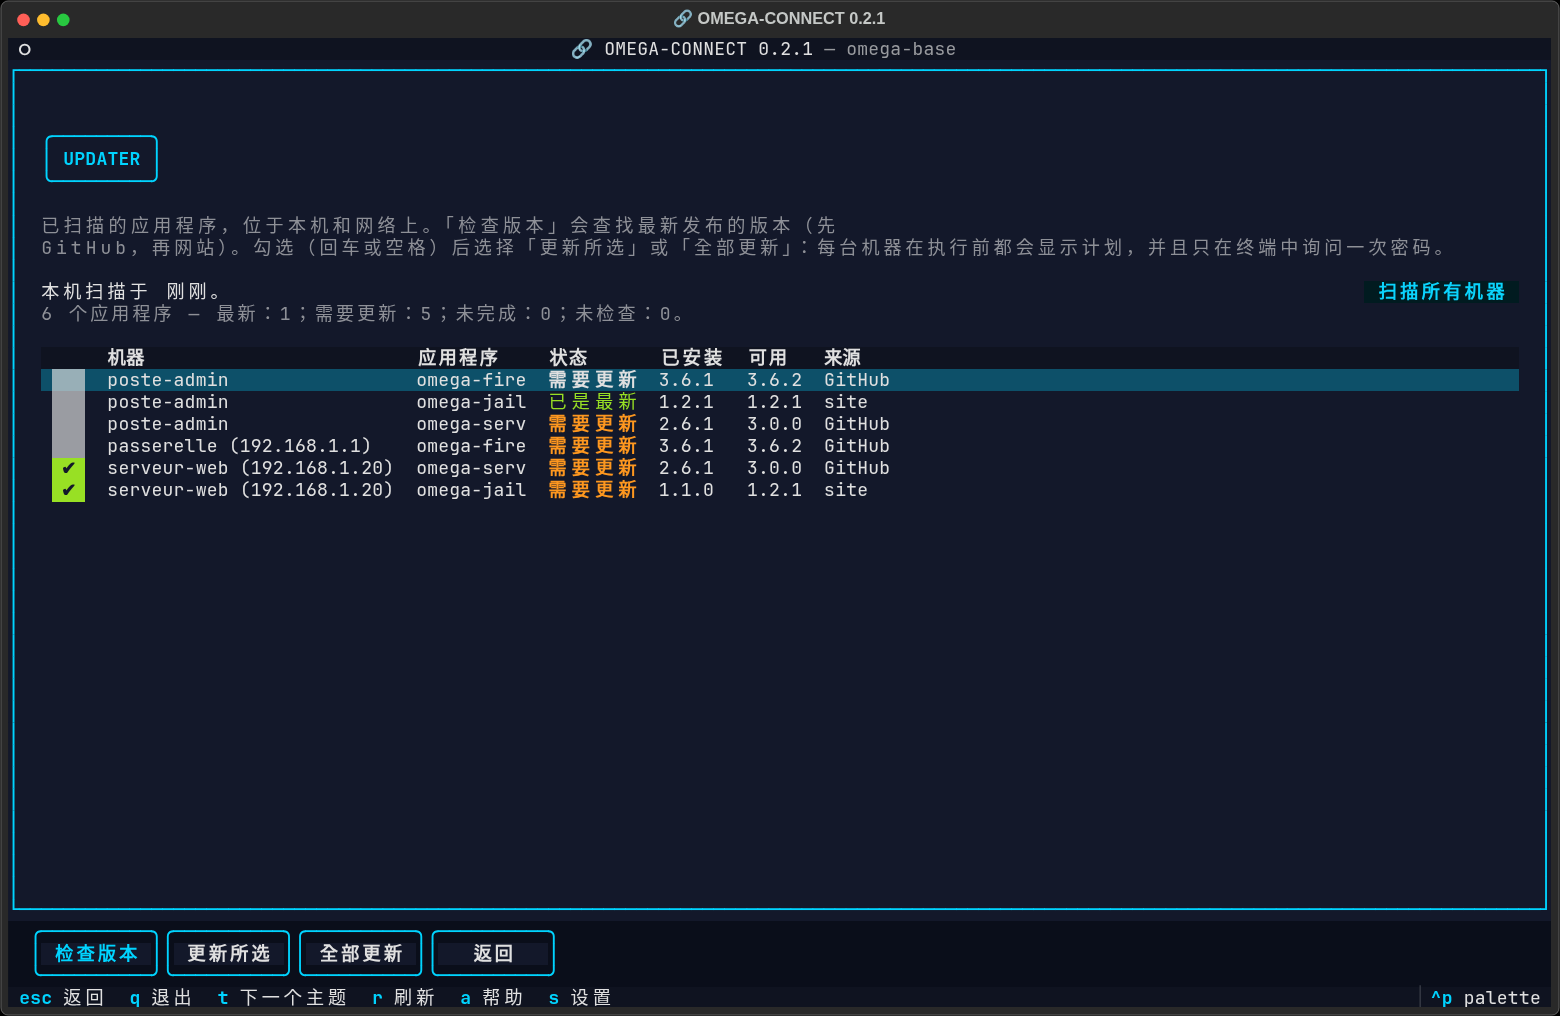 🔗 OMEGA-CONNECT 0.2.1
🔗 OMEGA-CONNECT 0.2.1 — omega-base
UPDATER
已扫描的应用程序，位于本机和网络上。「检查版本」会查找最新发布的版本（先
GitHub，再网站）。勾选（回车或空格）后选择「更新所选」或「全部更新」：每台机器在执行前都会显示计划，并且只在终端中询问一次密码。
本机扫描于 刚刚。 扫描所有机器
6 个应用程序 — 最新：1；需要更新：5；未完成：0；未检查：0。
机器 应用程序 状态 已安装 可用 来源
poste-admin omega-fire 需要更新 3.6.1 3.6.2 GitHub
poste-admin omega-jail 已是最新 1.2.1 1.2.1 site
poste-admin omega-serv 需要更新 2.6.1 3.0.0 GitHub
passerelle (192.168.1.1) omega-fire 需要更新 3.6.1 3.6.2 GitHub
✔ serveur-web (192.168.1.20) omega-serv 需要更新 2.6.1 3.0.0 GitHub
✔ serveur-web (192.168.1.20) omega-jail 需要更新 1.1.0 1.2.1 site
检查版本 更新所选 全部更新 返回
esc 返回 q 退出 t 下一个主题 r 刷新 a 帮助 s 设置 ^p palette